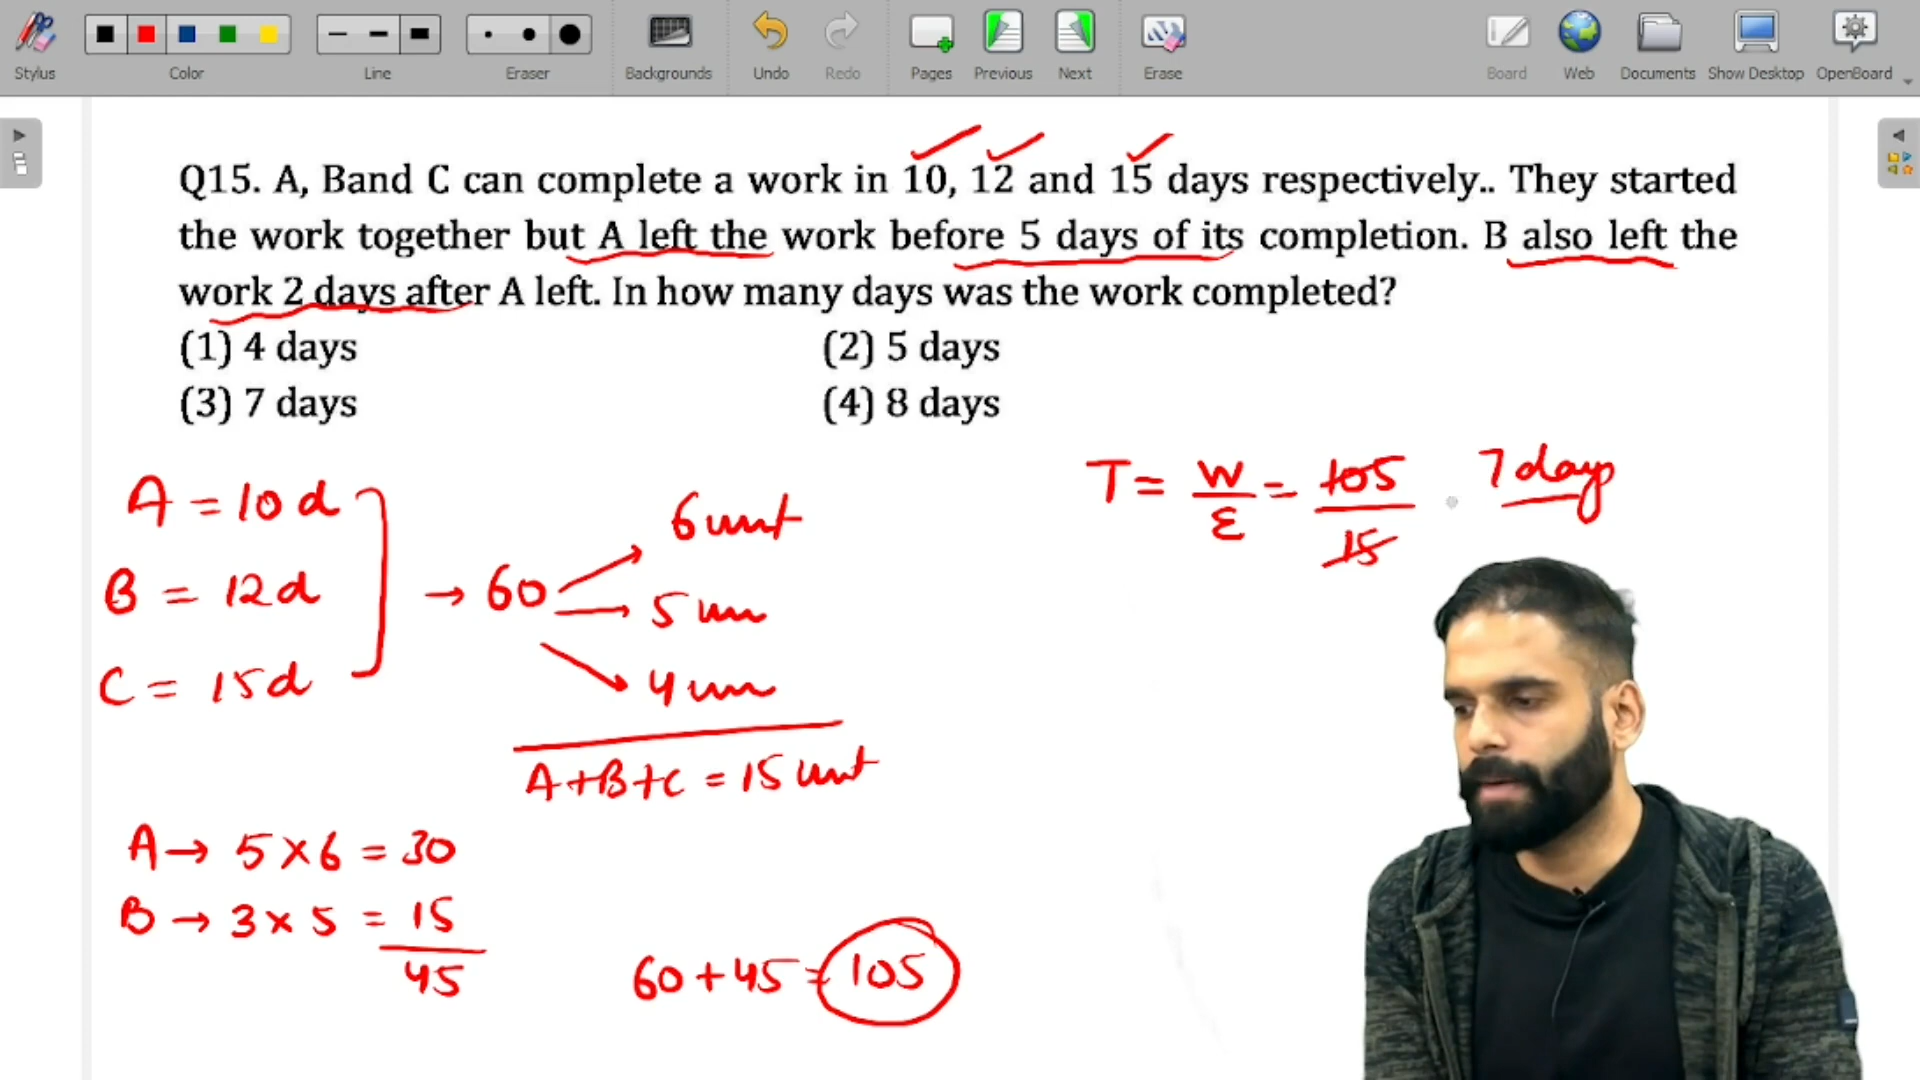 Stylus Color Line Eraser Backgrounds Undo Redo Pages Previous Next Erase Board Web Documents Show Desktop OpenBoard
Q15. A, Band C can complete a work in 10, 12 and 15 days respectively.. They started
the work together but A left the work before 5 days of its completion. B also left the
work 2 days after A left. In how many days was the work completed?
(1) 4 days (2) 5 days
(3) 7 days (4) 8 days
T = W/E = 105/15 . 7 days
A = 10d
B = 12d
C = 15d
→ 60
6 unit
5 un
4 un
A+B+C = 15 unit
A → 5 × 6 = 30
B → 3 × 5 = 15
45
60 + 45 = 105